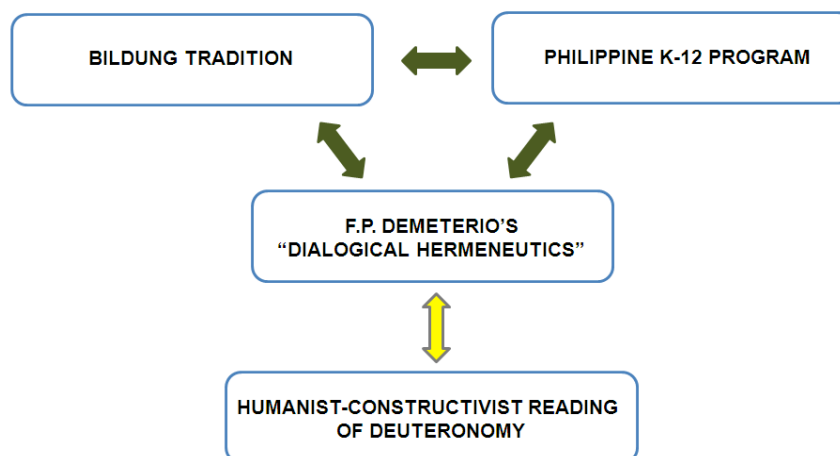 BILDUNG TRADITION
PHILIPPINE K-12 PROGRAM
F.P. DEMETERIO’S
“DIALOGICAL HERMENEUTICS”
HUMANIST-CONSTRUCTIVIST READING
OF DEUTERONOMY